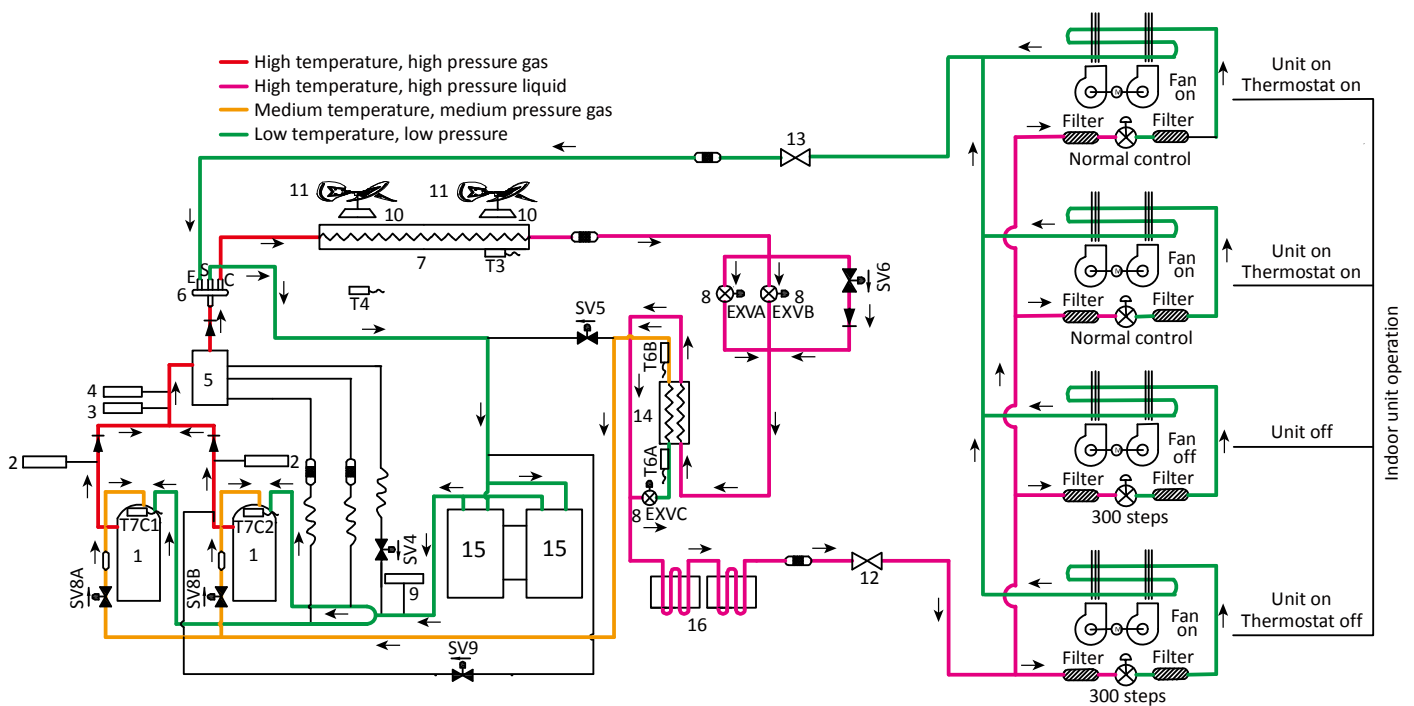 High temperature, high pressure gas
High temperature, high pressure liquid
Medium temperature, medium pressure gas
Low temperature, low pressure
13
11
11
10
10
7
T3
T4
E
S
C
6
5
4
3
2
2
T7C1
T7C2
1
1
SV8A
SV8B
SV4
9
SV9
15
15
SV5
T6B
14
T6A
8
EXVC
8
EXVA
8
EXVB
SV6
16
12
M
Fan
on
Filter
Filter
Normal control
Unit on
Thermostat on
M
Fan
on
Filter
Filter
Normal control
Unit on
Thermostat on
M
Fan
off
Filter
Filter
300 steps
Unit off
M
Fan
on
Filter
Filter
300 steps
Unit on
Thermostat off
Indoor unit operation